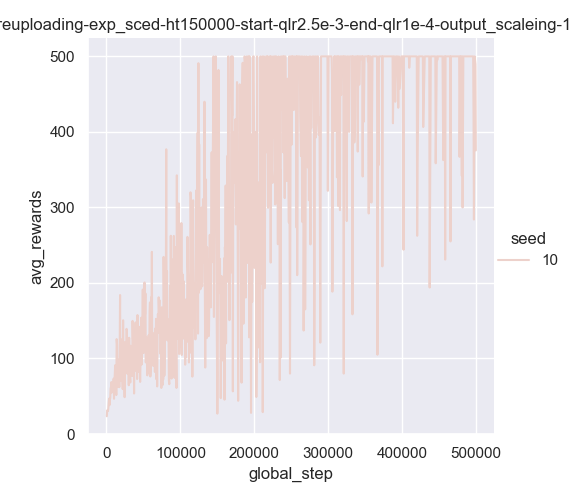 reuploading-exp_sced-ht150000-start-qlr2.5e-3-end-qlr1e-4-output_scaleing-1
500
400
300
200
100
0
avg_rewards
0 100000 200000 300000 400000 500000
global_step
seed
10